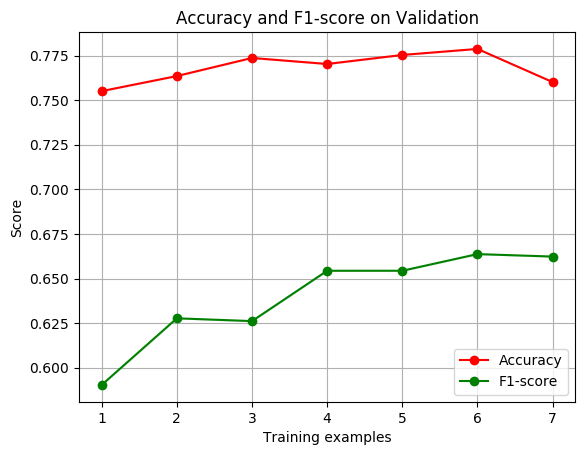 Accuracy and F1-score on Validation
Score
0.775
0.750
0.725
0.700
0.675
0.650
0.625
0.600
Accuracy
F1-score
1 2 3 4 5 6 7
Training examples